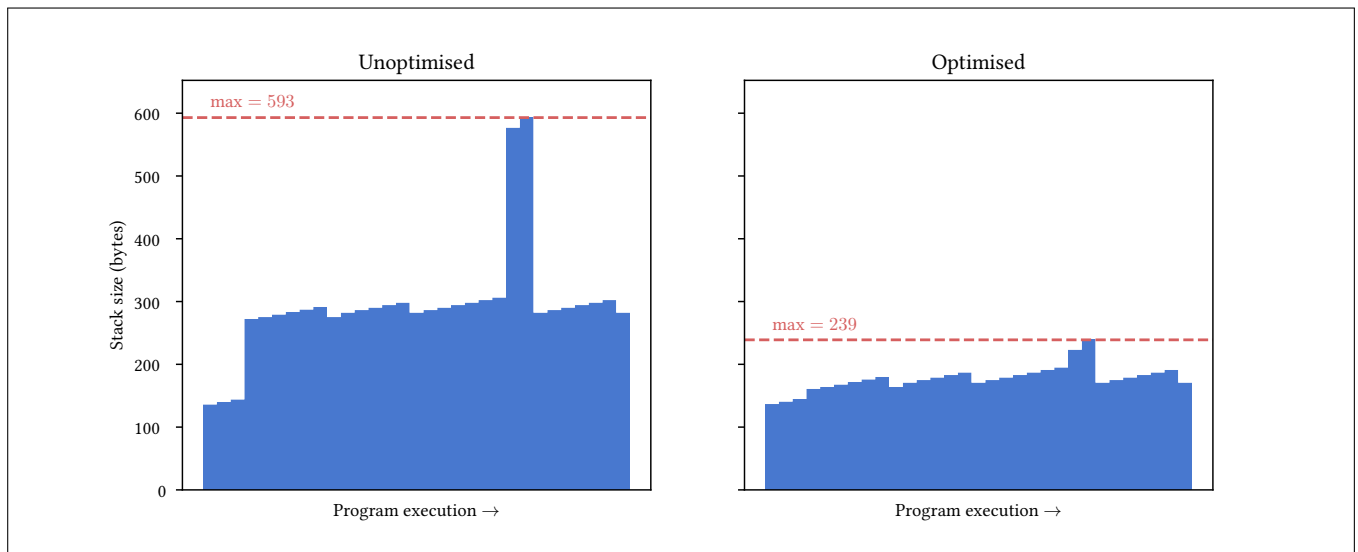 Unoptimised
max = 593
600
500
400
300
200
100
0
Stack size (bytes)
Program execution →
Optimised
max = 239
Program execution →